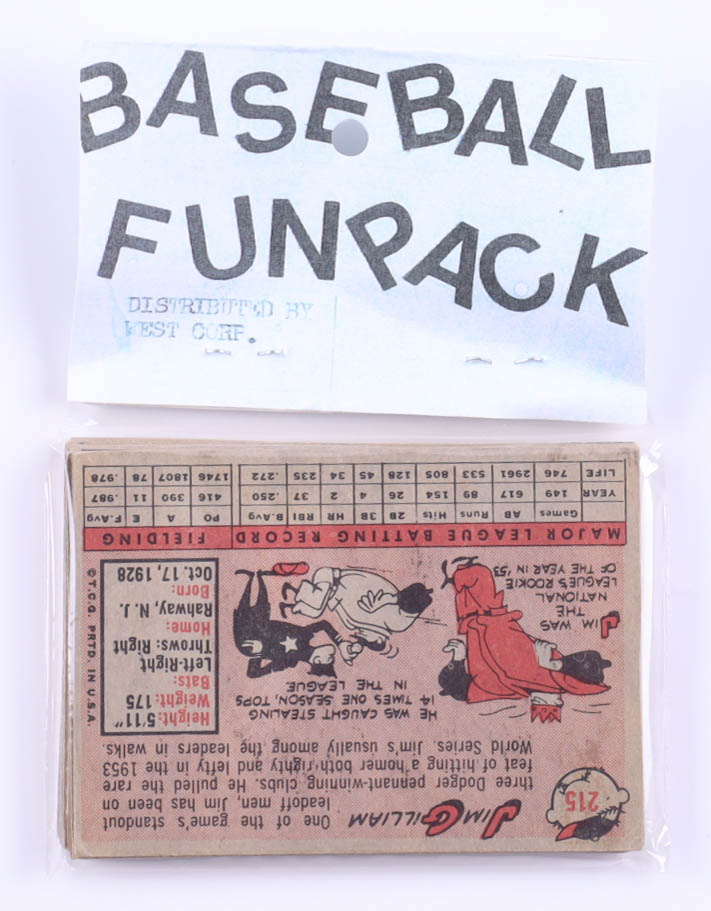 BASEBALL
FUNPACK
DISTRIBUTED BY
WEST CORP.
215
JIM GILLIAM
One of the game's standout
leadoff men, Jim has been on
three Dodger pennant-winning clubs. He pulled the rare
feat of hitting a homer both righty and lefty in the 1953
World Series. Jim's usually among the leaders in walks.
JIM WAS
THE
NATIONAL
LEAGUE'S ROOKIE
OF THE YEAR IN '53
HE WAS CAUGHT STEALING
14 TIMES ONE SEASON, TOPS
IN THE LEAGUE
Height: 5'11"
Weight: 175
Bats:
Left-Right
Throws: Right
Home:
Rahway, N. J.
Born:
Oct. 17, 1928
© T.C.G. PRTD. IN U.S.A.
MAJOR LEAGUE BATTING RECORD FIELDING
Games AB Runs Hits 2B 3B HR RBI B.Avg PO A E F.Avg
YEAR 149 617 89 154 26 4 2 37 .250 416 390 11 .987
LIFE 746 2961 533 805 128 45 34 235 .272 1746 1807 78 .978